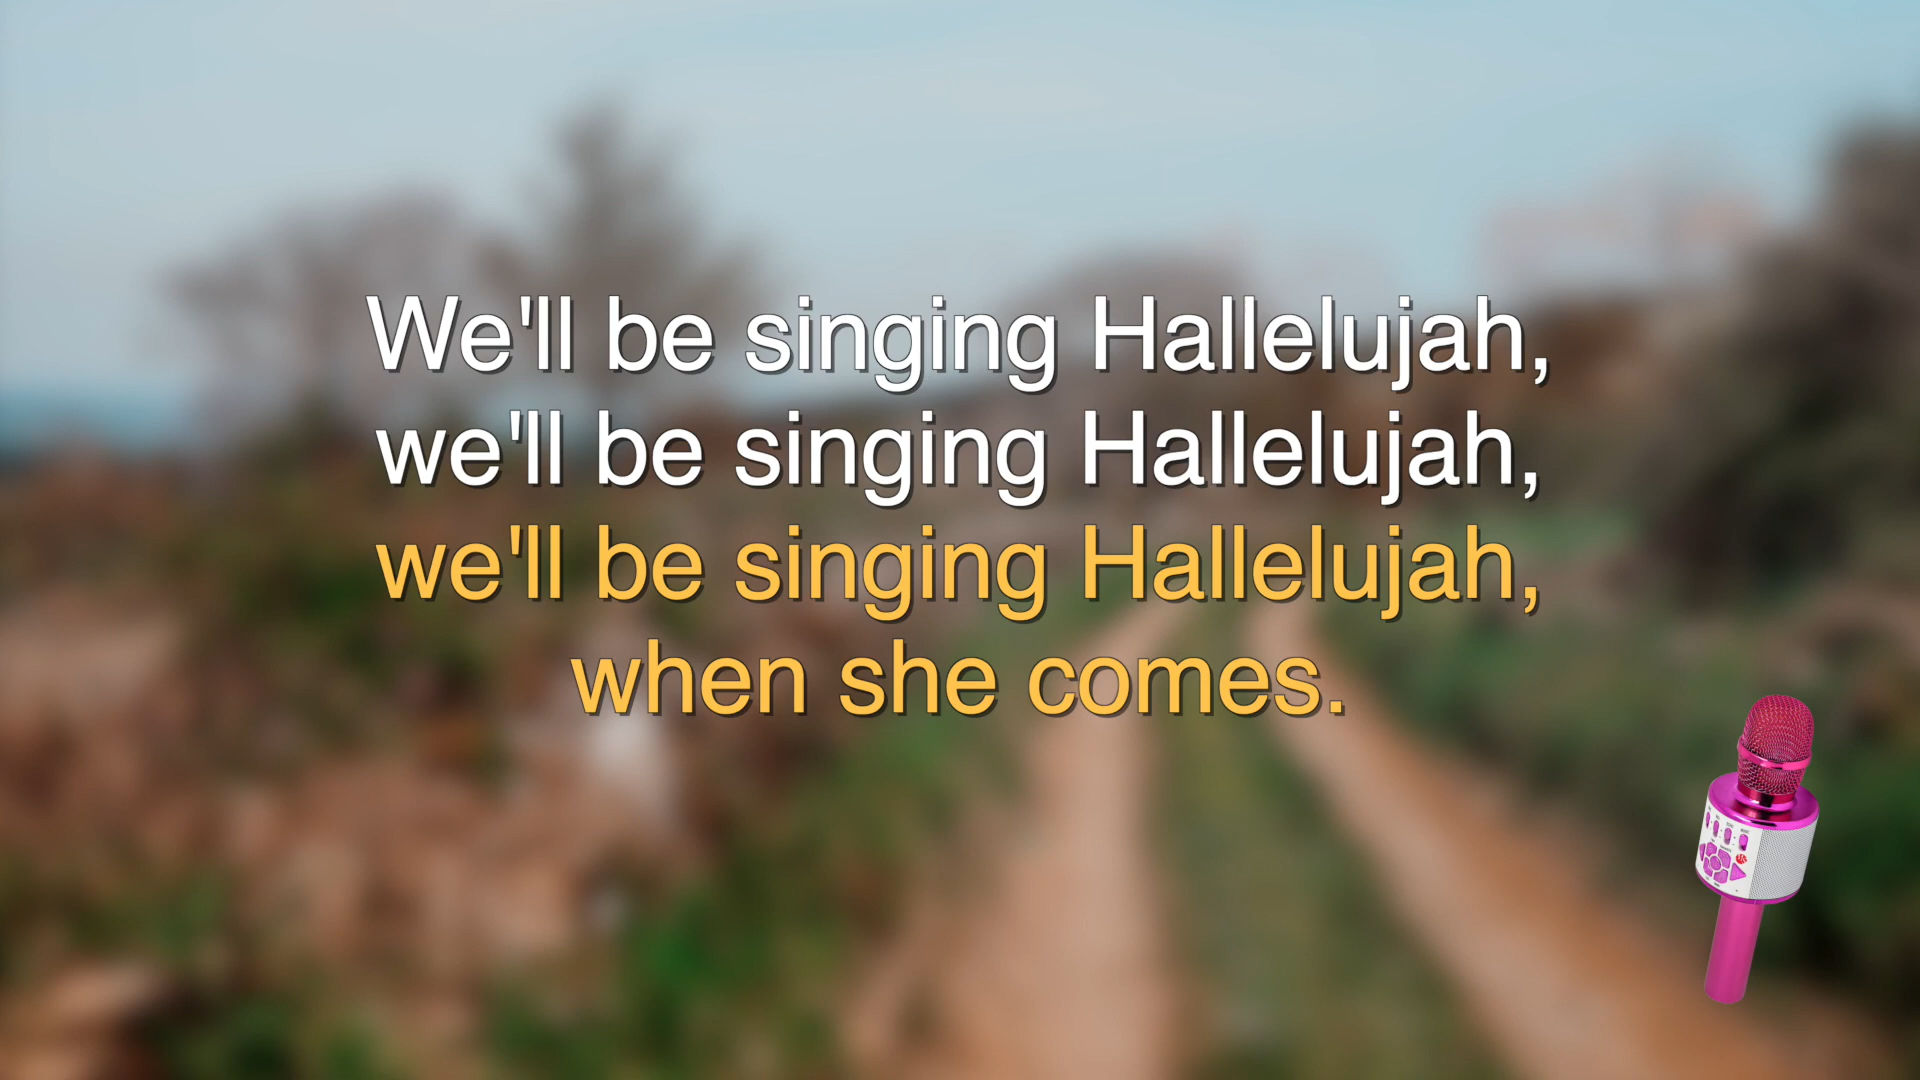 We'll be singing Hallelujah,
we'll be singing Hallelujah,
we'll be singing Hallelujah,
when she comes.